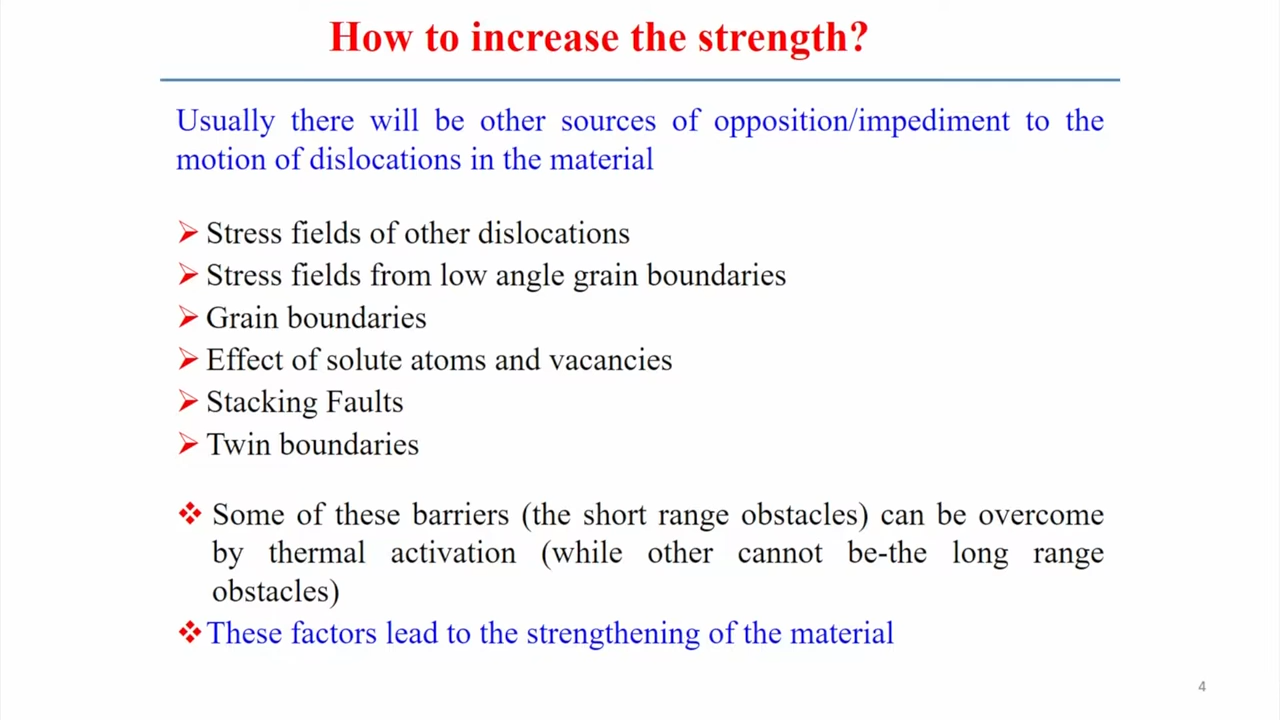 How to increase the strength?
Usually there will be other sources of opposition/impediment to the
motion of dislocations in the material
➢ Stress fields of other dislocations
➢ Stress fields from low angle grain boundaries
➢ Grain boundaries
➢ Effect of solute atoms and vacancies
➢ Stacking Faults
➢ Twin boundaries
❖ Some of these barriers (the short range obstacles) can be overcome
by thermal activation (while other cannot be-the long range
obstacles)
❖ These factors lead to the strengthening of the material
4